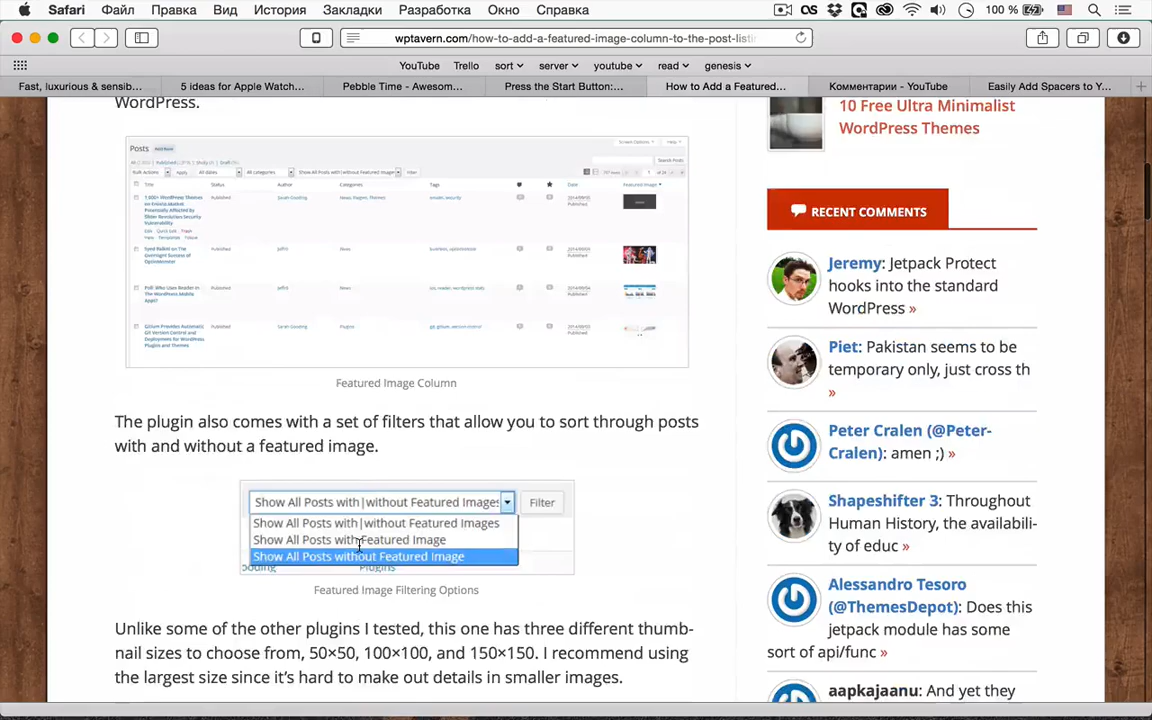 Safari Файл Правка Вид История Закладки Разработка Окно Справка 100 %
wptavern.com/how-to-add-a-featured-image-column-to-the-post-listi
YouTube Trello sort server youtube read genesis
Fast, luxurious & sensib... 5 ideas for Apple Watch... Pebble Time - Awesom... Press the Start Button:... How to Add a Featured... Комментарии - YouTube Easily Add Spacers to Y...
WordPress.
Posts
Title Status Author Categories Tags Date Featured Image
Featured Image Column
The plugin also comes with a set of filters that allow you to sort through posts
with and without a featured image.
Show All Posts with|without Featured Images Filter
Show All Posts with|without Featured Images
Show All Posts with Featured Image
Show All Posts without Featured Image
Plugins
Featured Image Filtering Options
Unlike some of the other plugins I tested, this one has three different thumb-
nail sizes to choose from, 50×50, 100×100, and 150×150. I recommend using
the largest size since it's hard to make out details in smaller images.
10 Free Ultra Minimalist
WordPress Themes
RECENT COMMENTS
Jeremy: Jetpack Protect
hooks into the standard
WordPress »
Piet: Pakistan seems to be
temporary only, just cross th
»
Peter Cralen (@Peter-
Cralen): amen ;) »
Shapeshifter 3: Throughout
Human History, the availabili-
ty of educ »
Alessandro Tesoro
(@ThemesDepot): Does this
jetpack module has some
sort of api/func »
aapkajaanu: And yet they